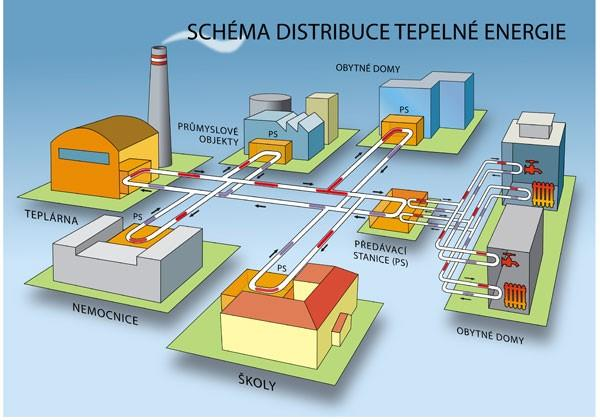 SCHÉMA DISTRIBUCE TEPELNÉ ENERGIE
OBYTNÉ DOMY
PS
PRŮMYSLOVÉ
OBJEKTY
PS
TEPLÁRNA
PS
PŘEDÁVACÍ
STANICE (PS)
PS
NEMOCNICE
OBYTNÉ DOMY
ŠKOLY